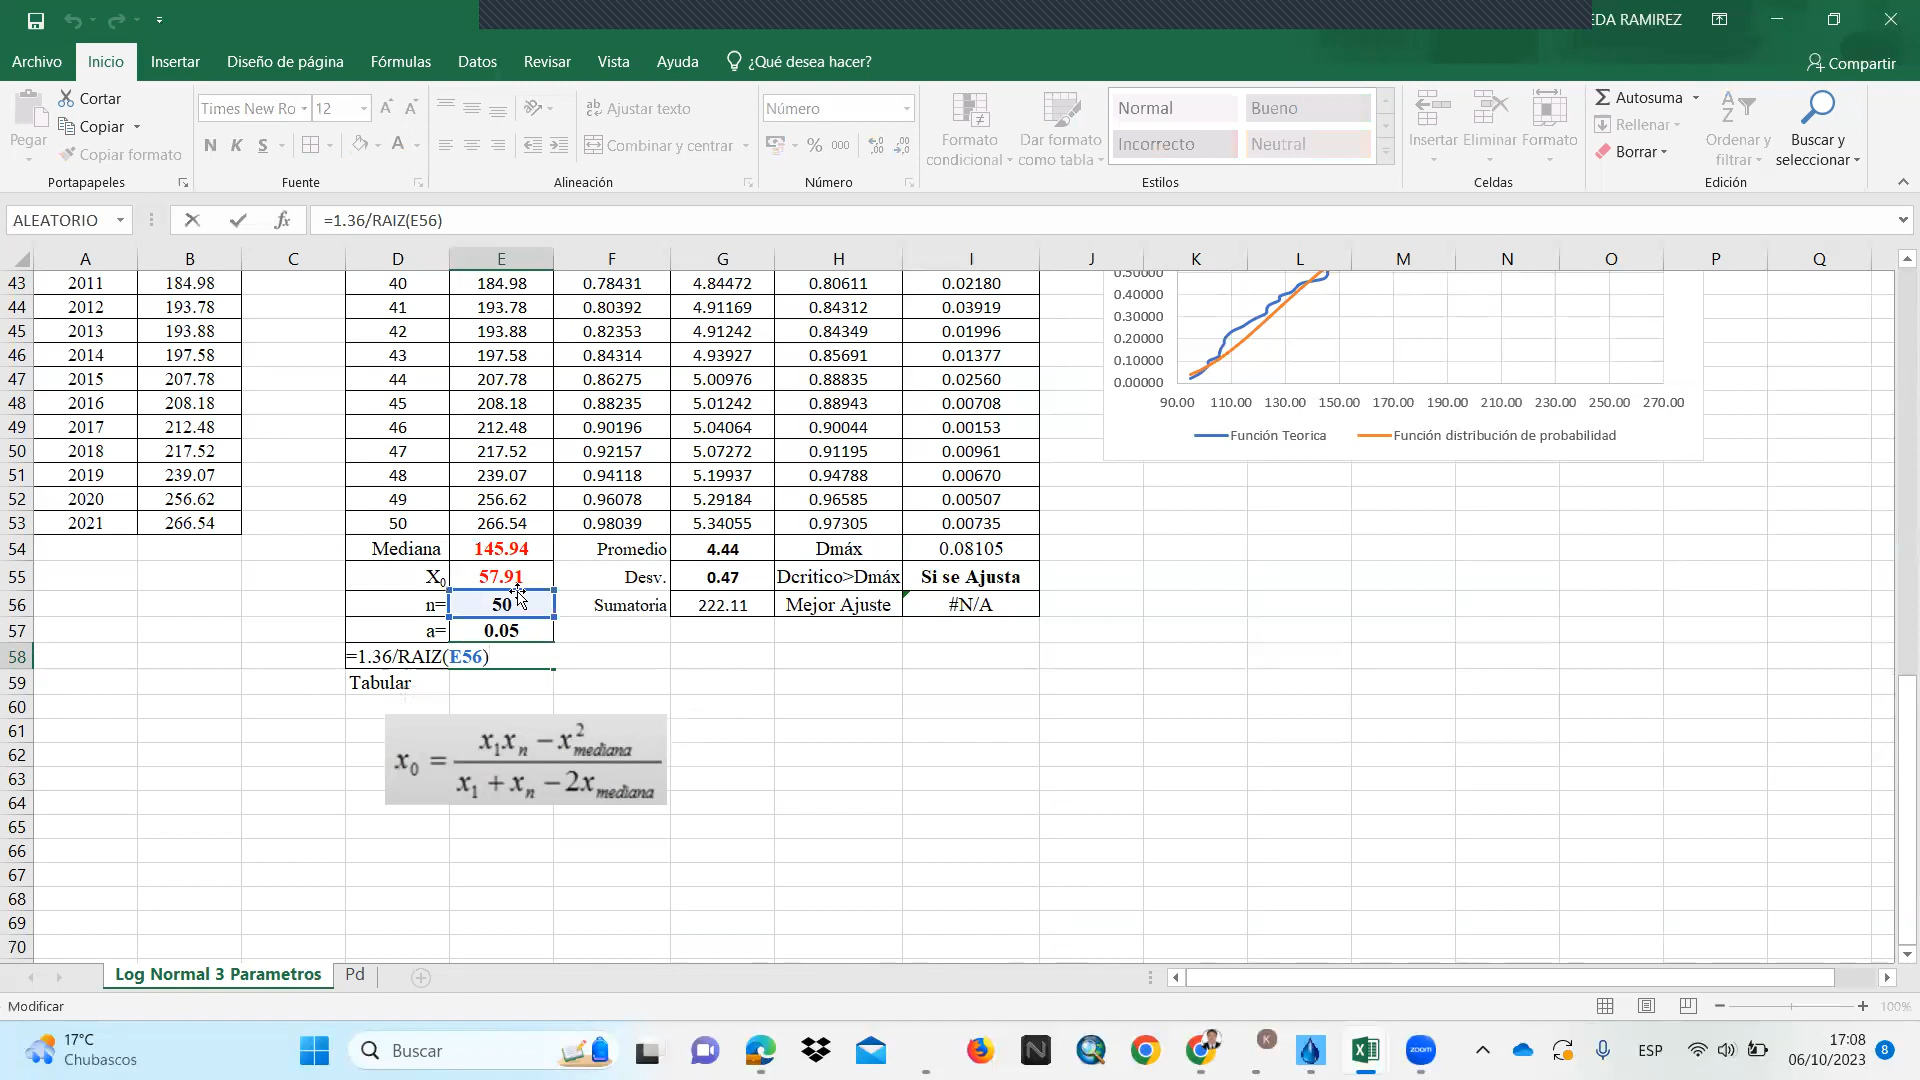 EDA RAMIREZ
Archivo Inicio Insertar Diseño de página Fórmulas Datos Revisar Vista Ayuda ¿Qué desea hacer? Compartir
Pegar Cortar Copiar Copiar formato Portapapeles
Times New Ro 12 N K S Fuente
Ajustar texto Combinar y centrar Alineación
Número % 000 Número
Formato condicional Dar formato como tabla Normal Bueno Incorrecto Neutral Estilos
Insertar Eliminar Formato Celdas
Autosuma Rellenar Borrar Ordenar y filtrar Buscar y seleccionar Edición
ALEATORIO fx =1.36/RAIZ(E56)
A B C D E F G H I J K L M N O P Q
43 2011 184.98 40 184.98 0.78431 4.84472 0.80611 0.02180
44 2012 193.78 41 193.78 0.80392 4.91169 0.84312 0.03919
45 2013 193.88 42 193.88 0.82353 4.91242 0.84349 0.01996
46 2014 197.58 43 197.58 0.84314 4.93927 0.85691 0.01377
47 2015 207.78 44 207.78 0.86275 5.00976 0.88835 0.02560
48 2016 208.18 45 208.18 0.88235 5.01242 0.88943 0.00708
49 2017 212.48 46 212.48 0.90196 5.04064 0.90044 0.00153
50 2018 217.52 47 217.52 0.92157 5.07272 0.91195 0.00961
51 2019 239.07 48 239.07 0.94118 5.19937 0.94788 0.00670
52 2020 256.62 49 256.62 0.96078 5.29184 0.96585 0.00507
53 2021 266.54 50 266.54 0.98039 5.34055 0.97305 0.00735
54 Mediana 145.94 Promedio 4.44 Dmáx 0.08105
55 X0 57.91 Desv. 0.47 Dcritico>Dmáx Si se Ajusta
56 n= 50 Sumatoria 222.11 Mejor Ajuste #N/A
57 a= 0.05
58 =1.36/RAIZ(E56)
59 Tabular
60
61
62
63
64
65
66
67
68
69
70
x0 = (x1xn − x²mediana) / (x1 + xn − 2xmediana)
0.50000
0.40000
0.30000
0.20000
0.10000
0.00000
90.00 110.00 130.00 150.00 170.00 190.00 210.00 230.00 250.00 270.00
Función Teorica Función distribución de probabilidad
Log Normal 3 Parametros Pd
Modificar 100%
17°C
Chubascos
Buscar
zoom
ESP
17:08
06/10/2023
8